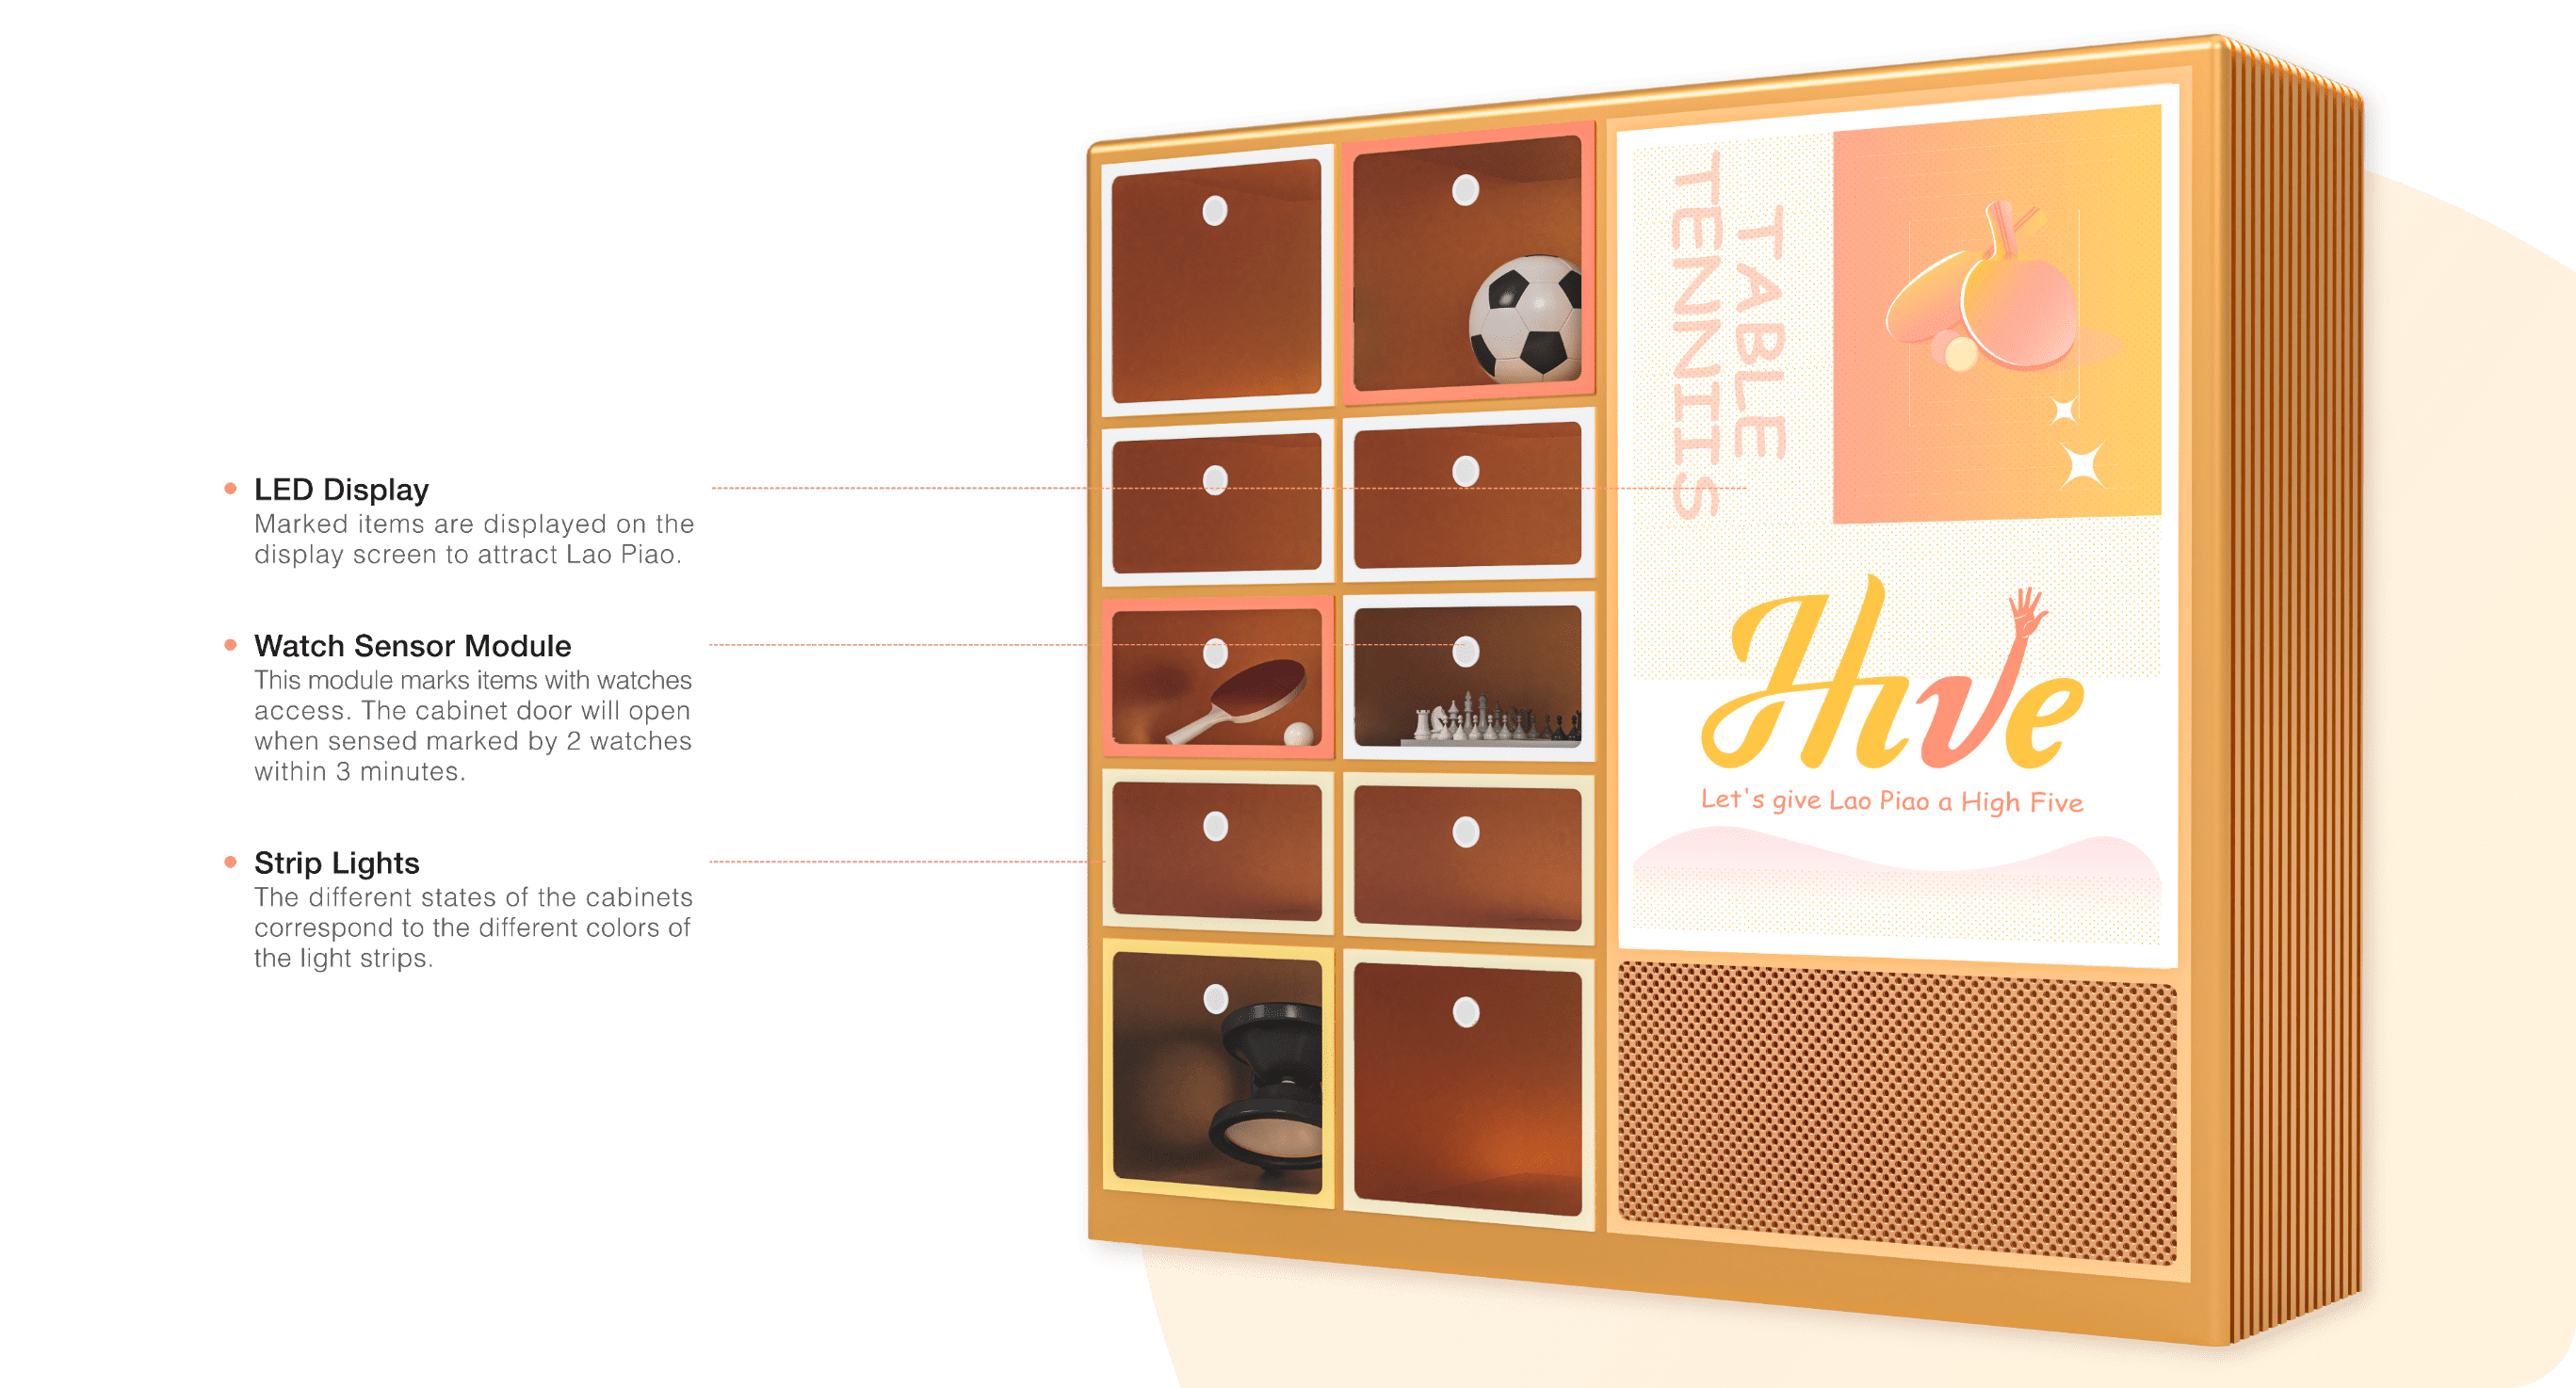 LED Display
Marked items are displayed on the
display screen to attract Lao Piao.
Watch Sensor Module
This module marks items with watches
access. The cabinet door will open
when sensed marked by 2 watches
within 3 minutes.
Strip Lights
The different states of the cabinets
correspond to the different colors of
the light strips.
TABLE
TENNIS
Hive
Let's give Lao Piao a High Five